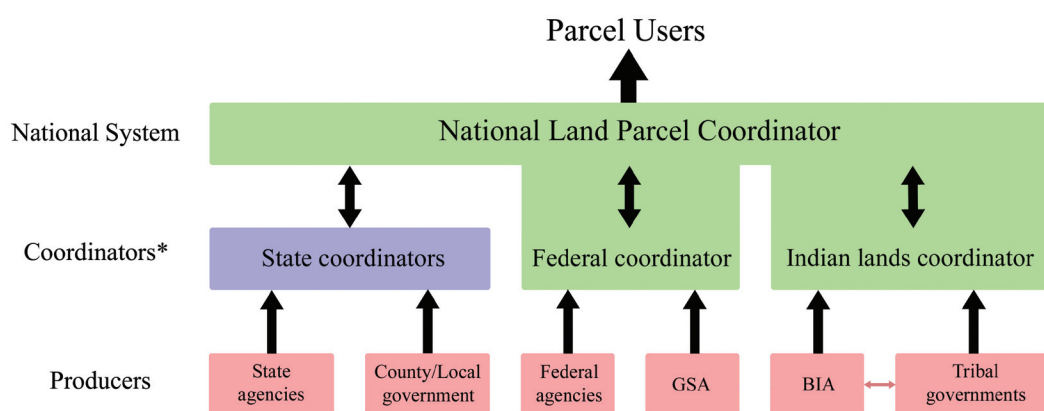 Parcel Users
National System
National Land Parcel Coordinator
Coordinators*
State coordinators
Federal coordinator
Indian lands coordinator
Producers
State
agencies
County/Local
government
Federal
agencies
GSA
BIA
Tribal
governments